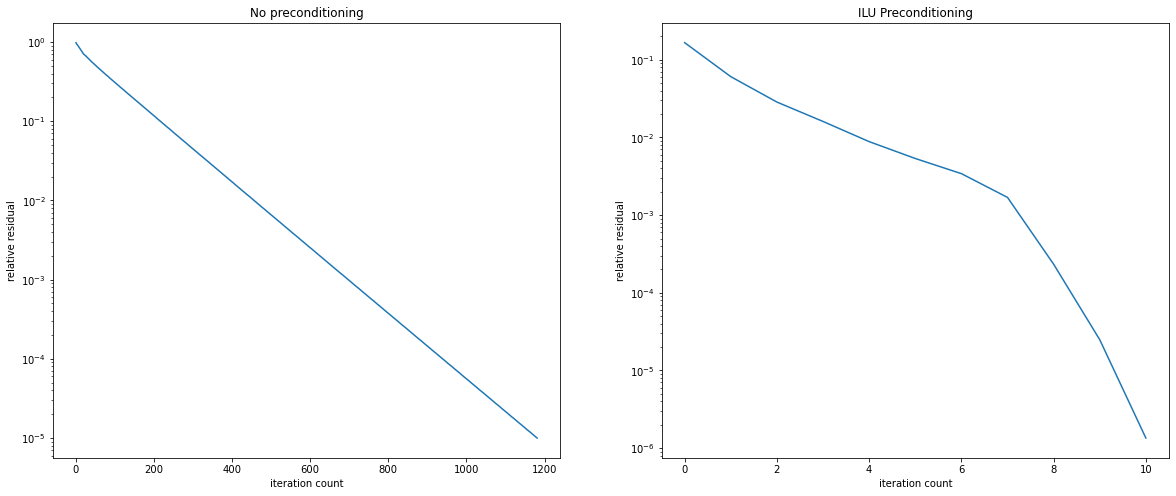 No preconditioning
10⁰
10⁻¹
10⁻²
10⁻³
10⁻⁴
10⁻⁵
relative residual
0 200 400 600 800 1000 1200
iteration count
ILU Preconditioning
10⁻¹
10⁻²
10⁻³
10⁻⁴
10⁻⁵
10⁻⁶
relative residual
0 2 4 6 8 10
iteration count